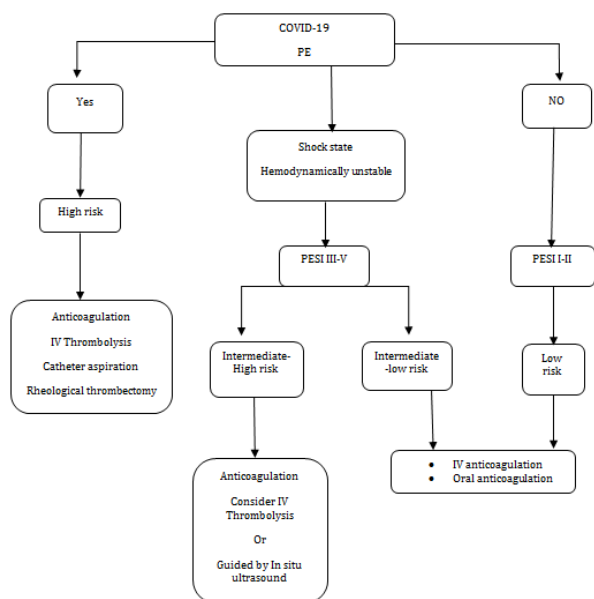 COVID-19
PE
Yes
NO
Shock state
Hemodynamically unstable
High risk
PESI III-V
PESI I-II
Anticoagulation
IV Thrombolysis
Catheter aspiration
Rheological thrombectomy
Intermediate-
High risk
Intermediate
-low risk
Low
risk
Anticoagulation
Consider IV
Thrombolysis
Or
Guided by In situ
ultrasound
• IV anticoagulation
• Oral anticoagulation